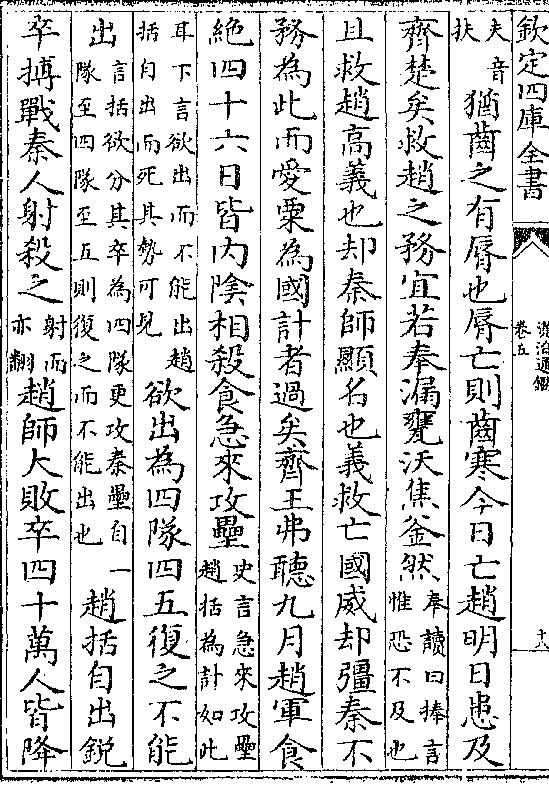 欽定四庫全書
資治通鑑
卷五
十八
夫音
扶
猶齒之有脣也脣亡則齒寒今日亡趙明日患及
齊楚矣救趙之務宜若奉漏甕沃焦釜然
奉讀曰捧言
惟恐不及也
且救趙髙義也却秦師顯名也義救亡國威却彊秦不
務為此而愛粟為國計者過矣齊王弗聽九月趙軍食
絶四十六日皆内隂相殺食急來攻壘
史言急來攻壘
趙括為計如此
耳下言欲出而不能出趙
括自出而死其勢可見
欲出為四隊四五復之不能
出
言括欲分其卒為四隊更攻秦壘自一
隊至四隊至五則復之而不能出也
趙括自出鋭
卒搏戰秦人射殺之
射而
亦翻
趙師大敗卒四十萬人皆降